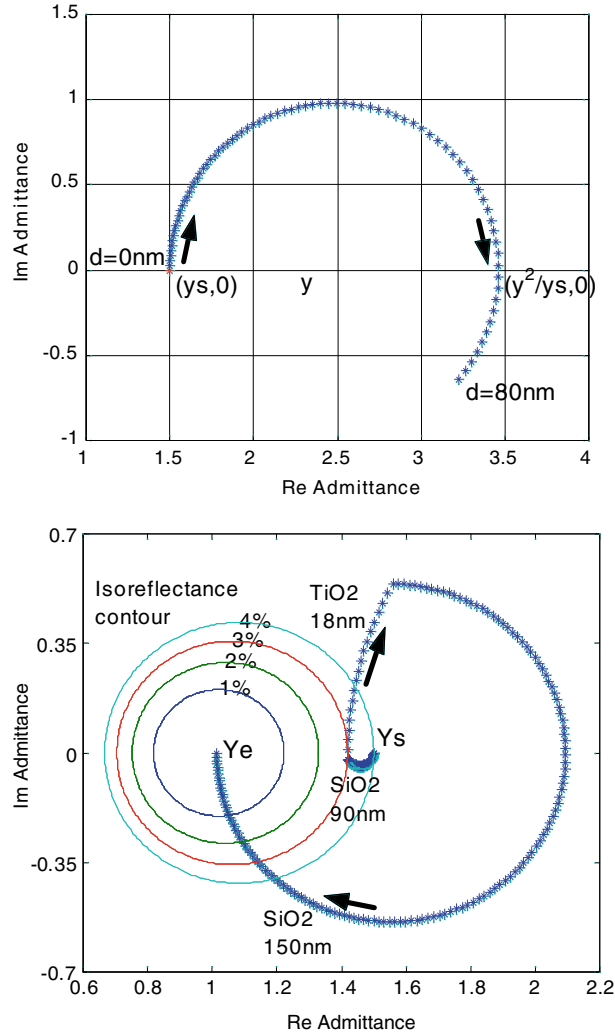 1.5
1
0.5
0
-0.5
-1
Im Admittance
d=0nm
(ys,0)
y
(y²/ys,0)
d=80nm
1
1.5
2
2.5
3
3.5
4
Re Admittance
0.7
0.35
0
-0.35
-0.7
Im Admittance
Isoreflectance
contour
4%
3%
2%
1%
TiO2
18nm
Ye
Ys
SiO2
90nm
SiO2
150nm
0.6
0.8
1
1.2
1.4
1.6
1.8
2
2.2
Re Admittance